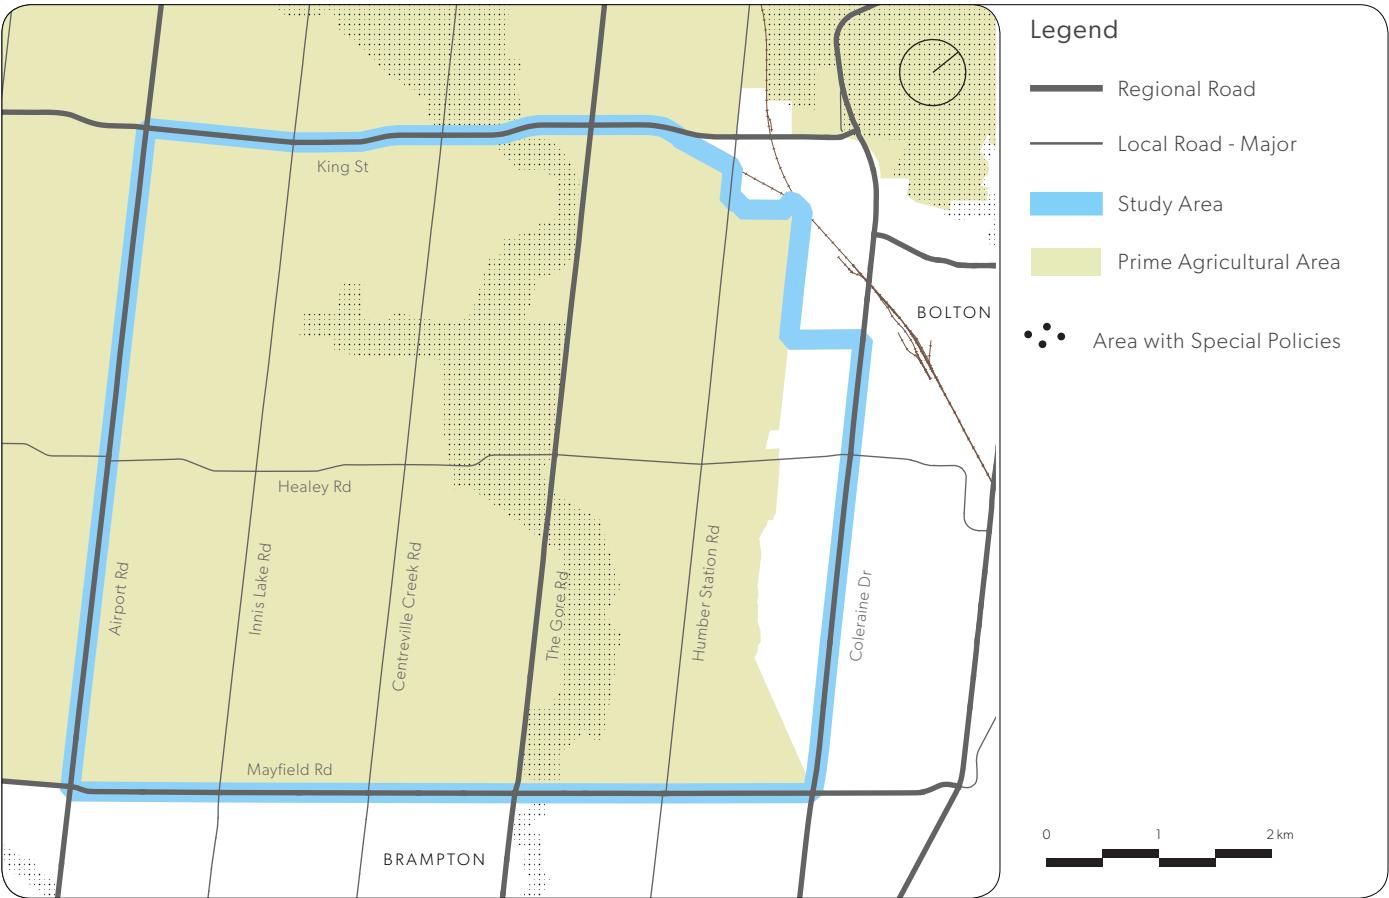 King St
Healey Rd
Airport Rd
Innis Lake Rd
Centreville Creek Rd
The Gore Rd
Humber Station Rd
Coleraine Dr
Mayfield Rd
BOLTON
BRAMPTON
Legend
Regional Road
Local Road - Major
Study Area
Prime Agricultural Area
Area with Special Policies
0 1 2 km